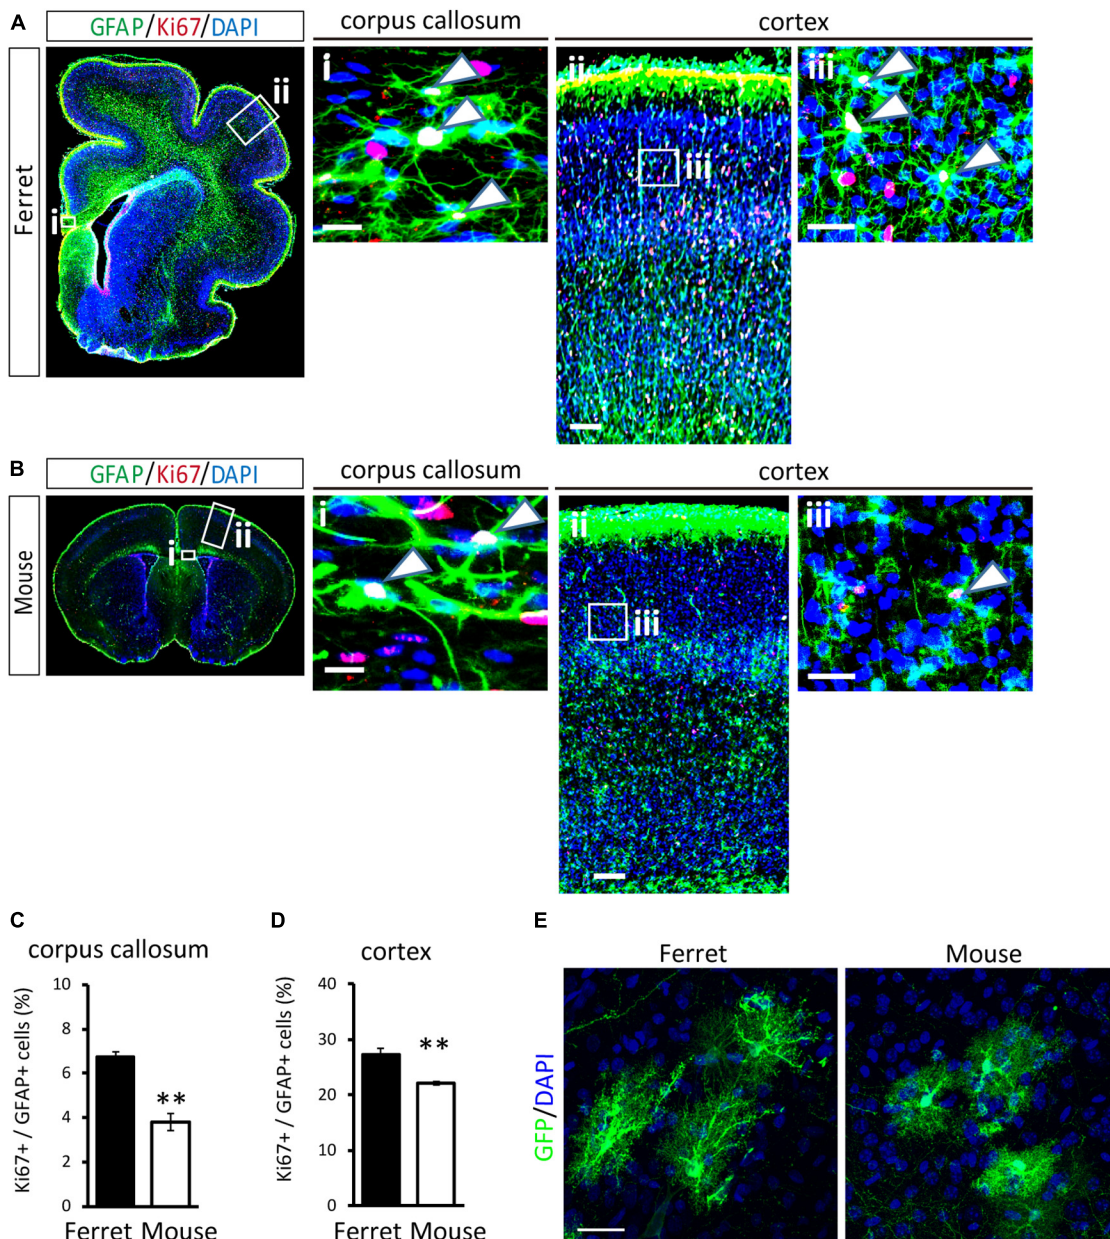 A
GFAP/Ki67/DAPI
corpus callosum
cortex
Ferret
i
ii
i
ii
iii
iii
B
GFAP/Ki67/DAPI
corpus callosum
cortex
Mouse
i
ii
i
ii
iii
iii
C
corpus callosum
Ki67+ / GFAP+ cells (%)
10
8
6
4
2
0
**
Ferret Mouse
D
cortex
Ki67+ / GFAP+ cells (%)
40
30
20
10
0
**
Ferret Mouse
E
Ferret
Mouse
GFP/DAPI